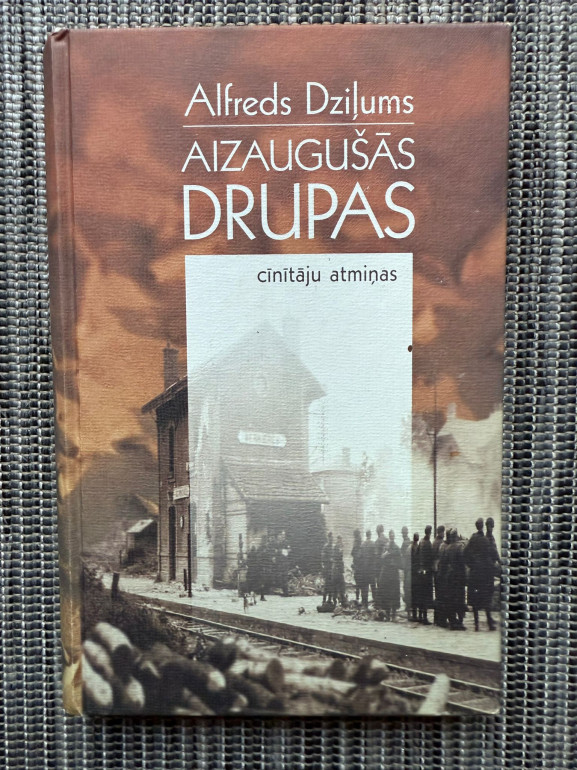 Alfreds Dziļums
AIZAUGUŠĀS
DRUPAS
cīnītāju atmiņas